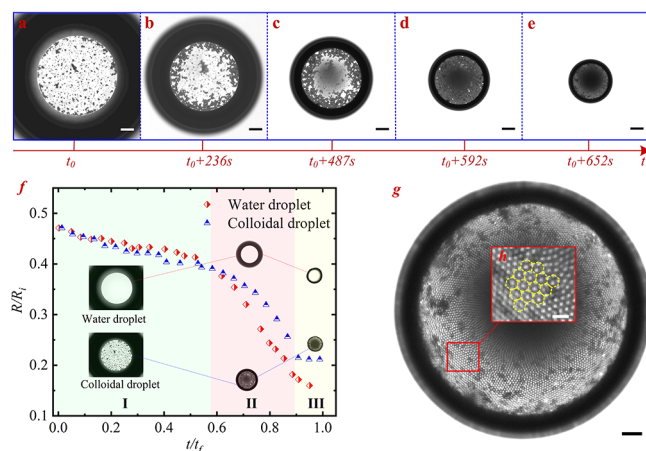 a
b
c
d
e
t₀
t₀+236s
t₀+487s
t₀+592s
t₀+652s
t
f
Water droplet
Colloidal droplet
R/Rᵢ
0.5
0.4
0.3
0.2
0.1
Water droplet
Colloidal droplet
I
II
III
0.0
0.2
0.4
0.6
0.8
1.0
t/t_f
g
h